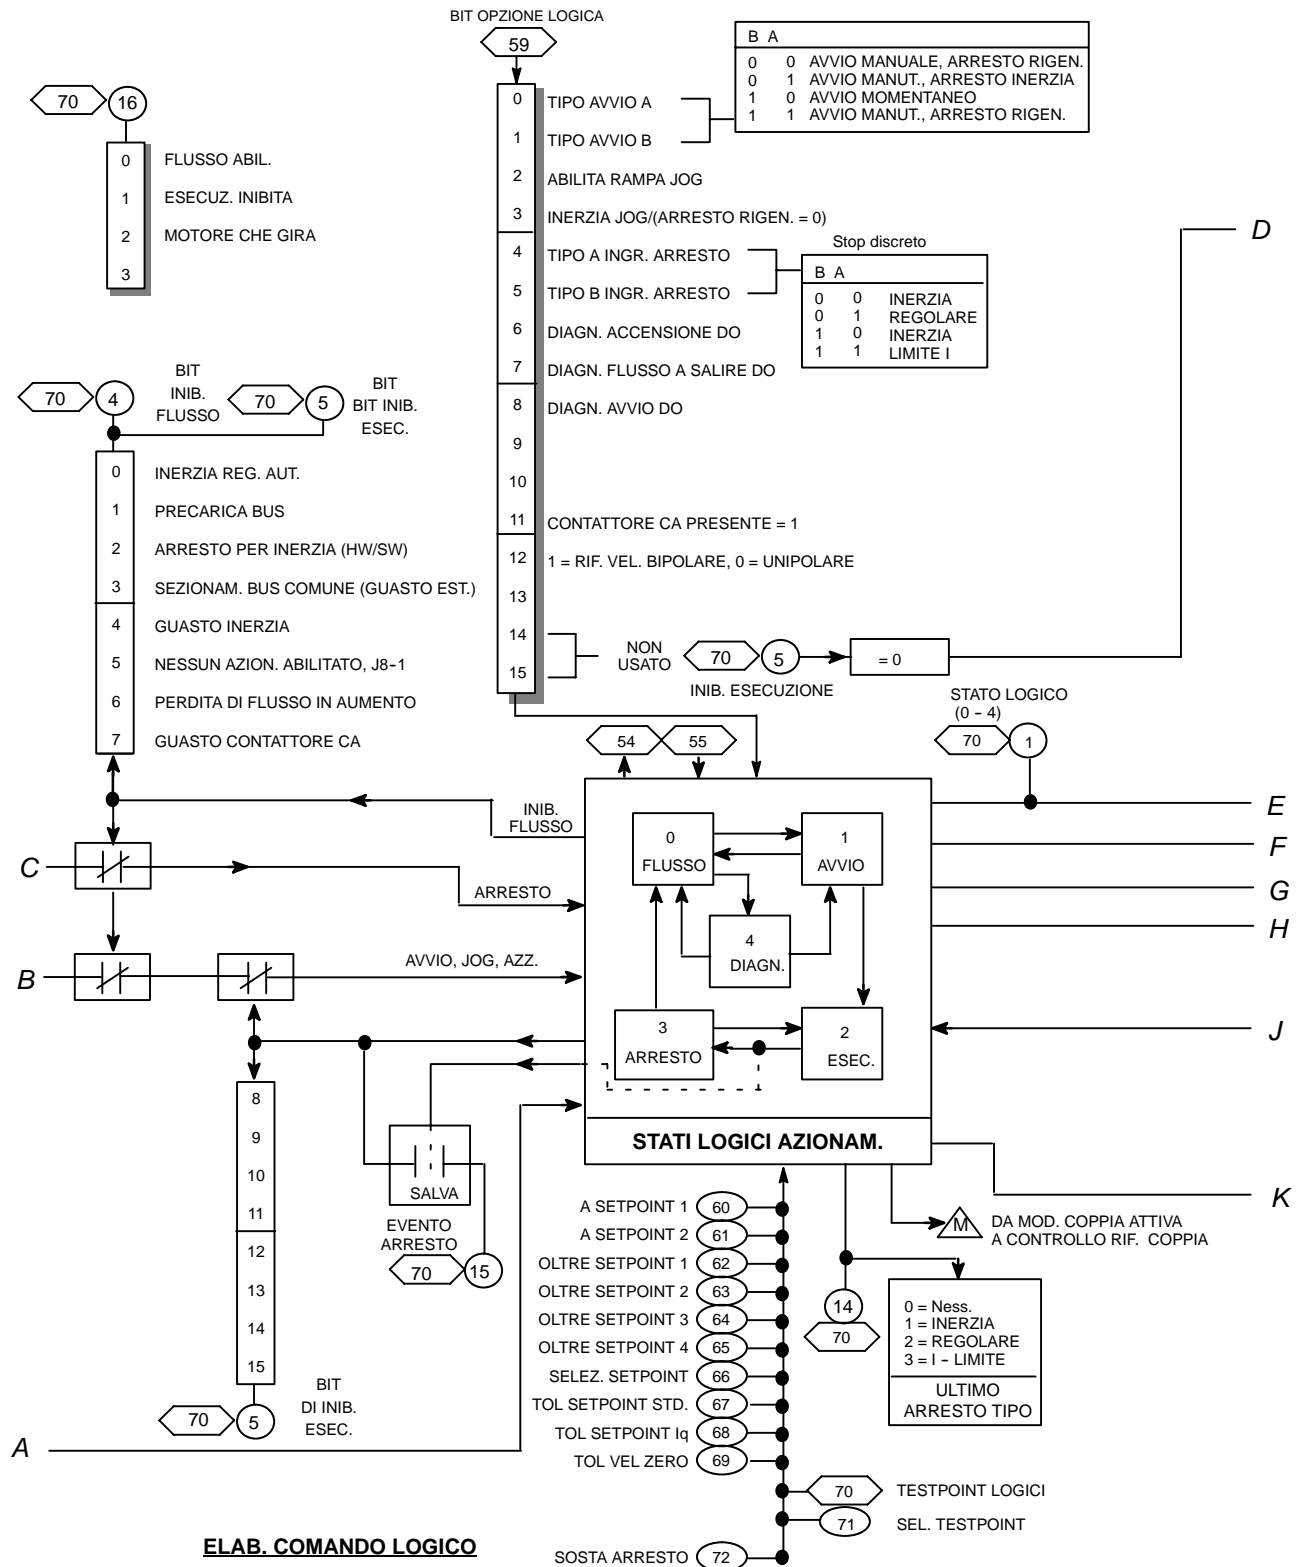 BIT OPZIONE LOGICA
59
0 TIPO AVVIO A
1 TIPO AVVIO B
2 ABILITA RAMPA JOG
3 INERZIA JOG/(ARRESTO RIGEN. = 0)
4 TIPO A INGR. ARRESTO
5 TIPO B INGR. ARRESTO
6 DIAGN. ACCENSIONE DO
7 DIAGN. FLUSSO A SALIRE DO
8 DIAGN. AVVIO DO
9
10
11 CONTATTORE CA PRESENTE = 1
12 1 = RIF. VEL. BIPOLARE, 0 = UNIPOLARE
13
14
15
NON
USATO
B A
0 0 AVVIO MANUALE, ARRESTO RIGEN.
0 1 AVVIO MANUT., ARRESTO INERZIA
1 0 AVVIO MOMENTANEO
1 1 AVVIO MANUT., ARRESTO RIGEN.
Stop discreto
B A
0 0 INERZIA
0 1 REGOLARE
1 0 INERZIA
1 1 LIMITE I
70 16
0 FLUSSO ABIL.
1 ESECUZ. INIBITA
2 MOTORE CHE GIRA
3
70 4
BIT
INIB.
FLUSSO
70 5
BIT
BIT INIB.
ESEC.
0 INERZIA REG. AUT.
1 PRECARICA BUS
2 ARRESTO PER INERZIA (HW/SW)
3 SEZIONAM. BUS COMUNE (GUASTO EST.)
4 GUASTO INERZIA
5 NESSUN AZION. ABILITATO, J8-1
6 PERDITA DI FLUSSO IN AUMENTO
7 GUASTO CONTATTORE CA
70 5 = 0
INIB. ESECUZIONE
D
STATO LOGICO
(0 - 4)
70 1
54 55
INIB.
FLUSSO
C
ARRESTO
B
AVVIO, JOG, AZZ.
0
FLUSSO
1
AVVIO
4
DIAGN.
3
ARRESTO
2
ESEC.
STATI LOGICI AZIONAM.
E
F
G
H
J
K
8
9
10
11
12
13
14
15
SALVA
EVENTO
ARRESTO
70 15
70 5
BIT
DI INIB.
ESEC.
A
A SETPOINT 1 60
A SETPOINT 2 61
OLTRE SETPOINT 1 62
OLTRE SETPOINT 2 63
OLTRE SETPOINT 3 64
OLTRE SETPOINT 4 65
SELEZ. SETPOINT 66
TOL SETPOINT STD. 67
TOL SETPOINT Iq 68
TOL VEL ZERO 69
70 TESTPOINT LOGICI
71 SEL. TESTPOINT
SOSTA ARRESTO 72
M
DA MOD. COPPIA ATTIVA
A CONTROLLO RIF. COPPIA
14
70
0 = Ness.
1 = INERZIA
2 = REGOLARE
3 = I - LIMITE
ULTIMO
ARRESTO TIPO
ELAB. COMANDO LOGICO